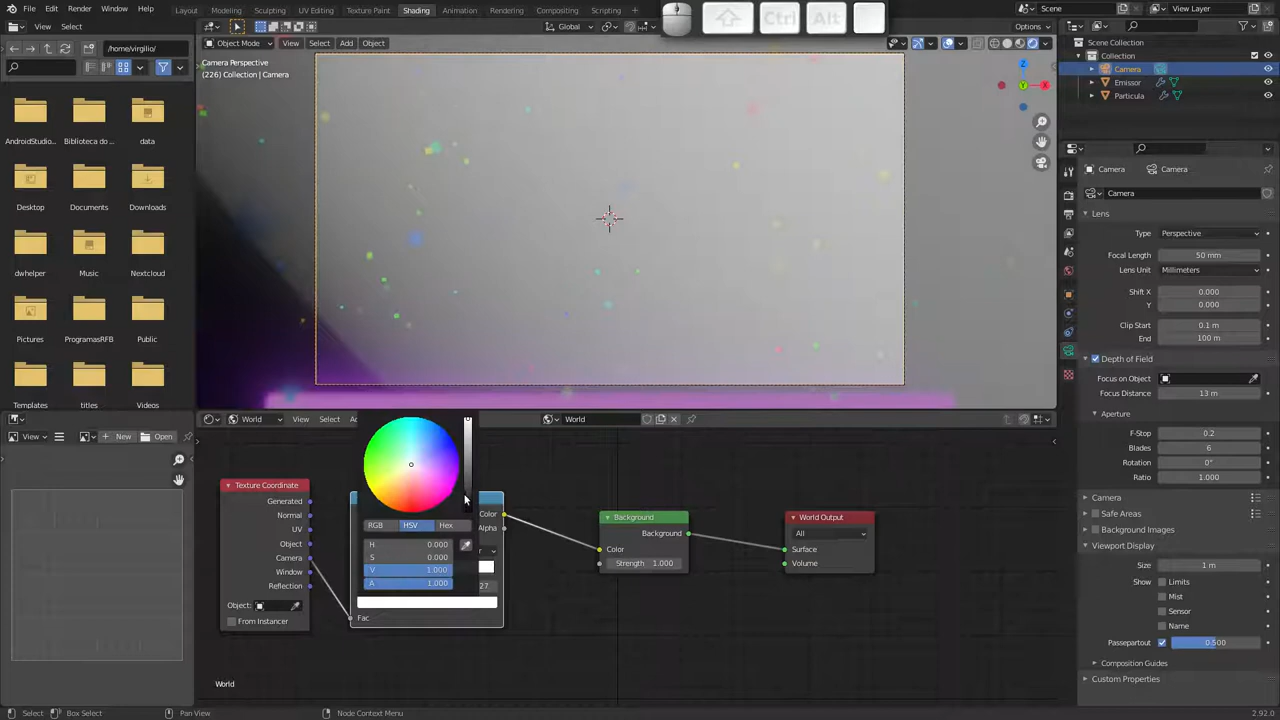 File Edit Render Window Help
Layout Modeling Sculpting UV Editing Texture Paint Shading Animation Rendering Compositing Scripting
Scene
View Layer
Ctrl Alt
View Select
Global
Options
/home/virgilio/
Object Mode View Select Add Object
Camera Perspective
(226) Collection | Camera
Z
Y X
Scene Collection
Collection
Camera
Emissor
Particula
AndroidStudio... Biblioteca do ... data
Desktop Documents Downloads
dwhelper Music Nextcloud
Pictures ProgramasRFB Public
Templates titles Videos
Camera Camera
Camera
Lens
Type Perspective
Focal Length 50 mm
Lens Unit Millimeters
Shift X 0.000
Y 0.000
Clip Start 0.1 m
End 100 m
Depth of Field
Focus on Object
Focus Distance 13 m
Aperture
F-Stop 0.2
Blades 6
Rotation 0°
Ratio 1.000
Camera
Safe Areas
Background Images
Viewport Display
Size 1 m
Show Limits
Mist
Sensor
Name
Passepartout 0.500
Composition Guides
Custom Properties
World View Select
World
View New Open
Texture Coordinate
Generated
Normal
UV
Object
Camera
Window
Reflection
Object:
From Instancer
RGB HSV Hex
H 0.000
S 0.000
V 1.000
A 1.000
Color
Alpha
27
Fac
Background
Background
Color
Strength 1.000
World Output
All
Surface
Volume
World
Select Box Select Pan View Node Context Menu 2.92.0